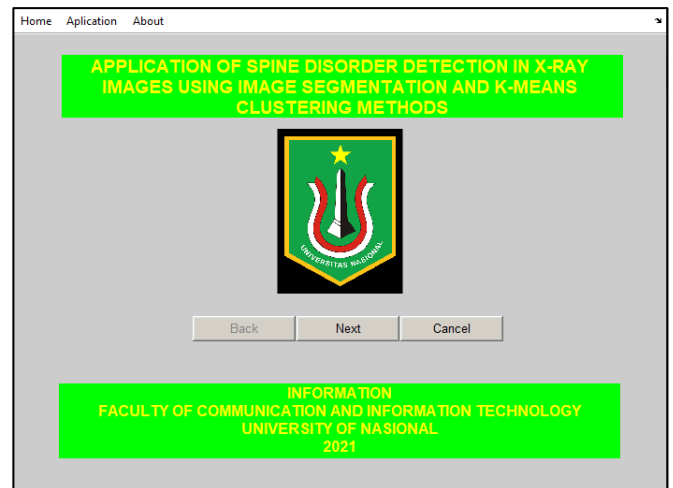 Home Aplication About
APPLICATION OF SPINE DISORDER DETECTION IN X-RAY
IMAGES USING IMAGE SEGMENTATION AND K-MEANS
CLUSTERING METHODS
UNIVERSITAS NASIONAL
Back Next Cancel
INFORMATION
FACULTY OF COMMUNICATION AND INFORMATION TECHNOLOGY
UNIVERSITY OF NASIONAL
2021